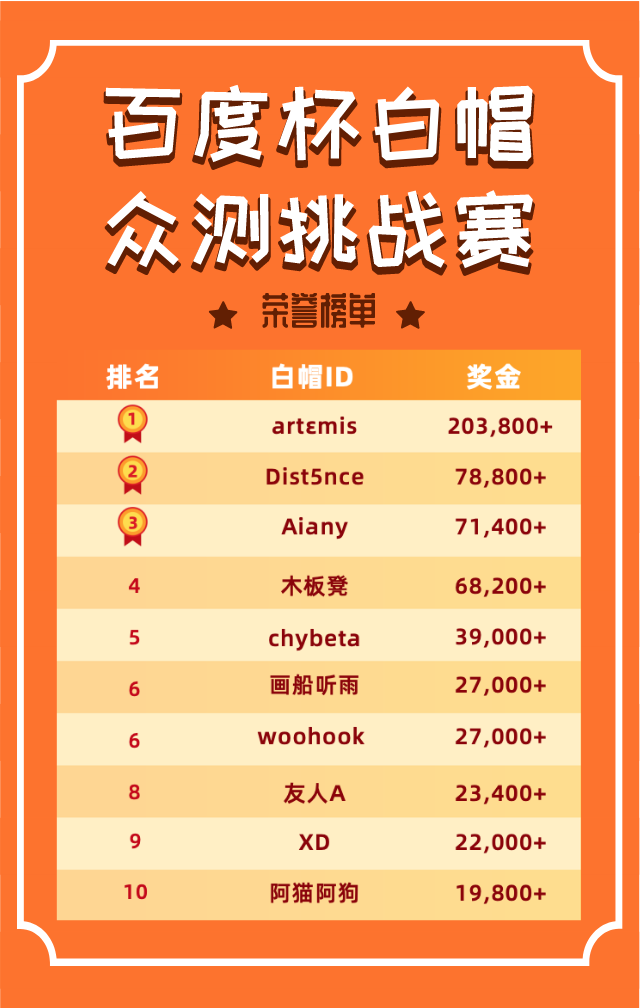 百度杯白帽
众测挑战赛
荣誉榜单
排名 白帽ID 奖金
1 artεmis 203,800+
2 Dist5nce 78,800+
3 Aiany 71,400+
4 木板凳 68,200+
5 chybeta 39,000+
6 画船听雨 27,000+
6 woohook 27,000+
8 友人A 23,400+
9 XD 22,000+
10 阿猫阿狗 19,800+